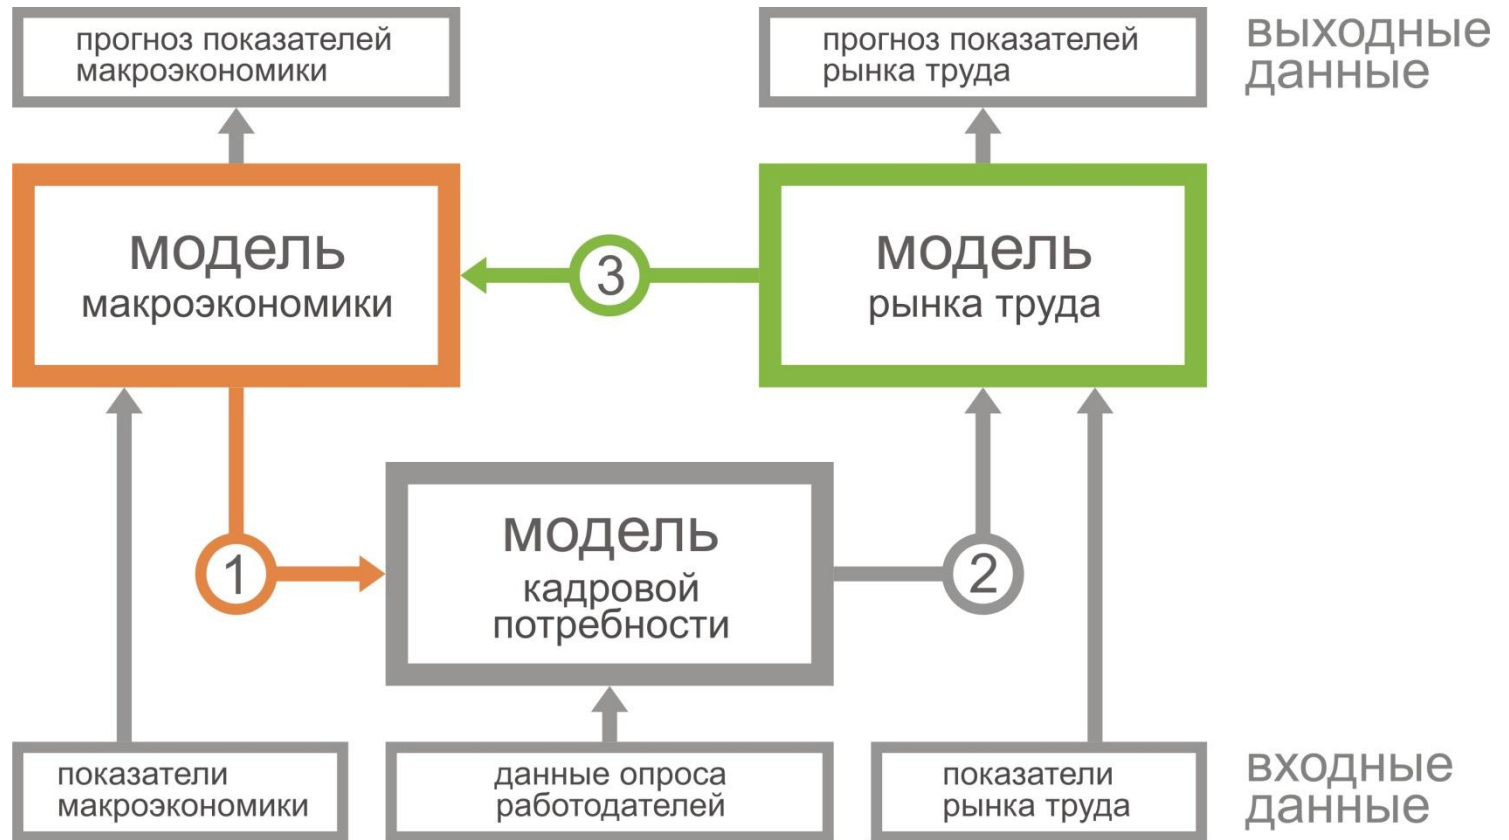 прогноз показателей
макроэкономики
прогноз показателей
рынка труда
выходные
данные
модель
макроэкономики
3
модель
рынка труда
1
модель
кадровой
потребности
2
показатели
макроэкономики
данные опроса
работодателей
показатели
рынка труда
входные
данные